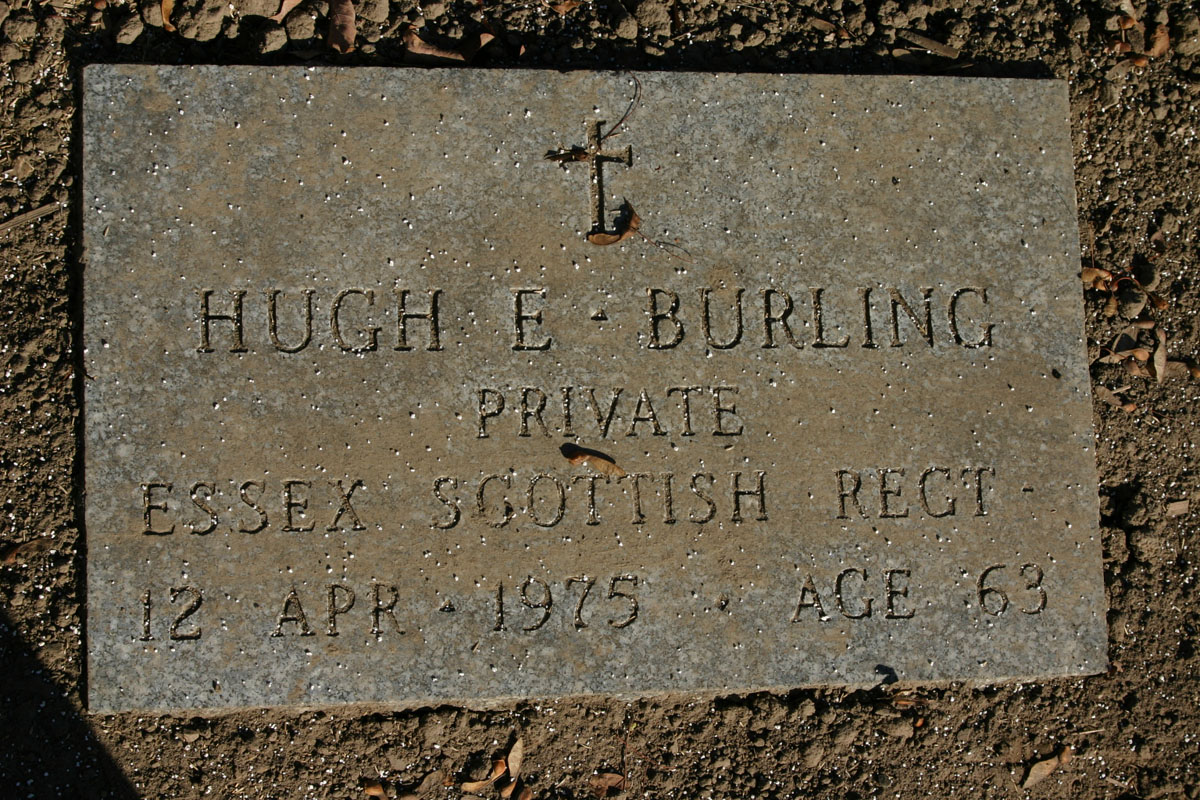 HUGH E · BURLING
PRIVATE
ESSEX SCOTTISH REGT ·
12 APR · 1975 · AGE 63